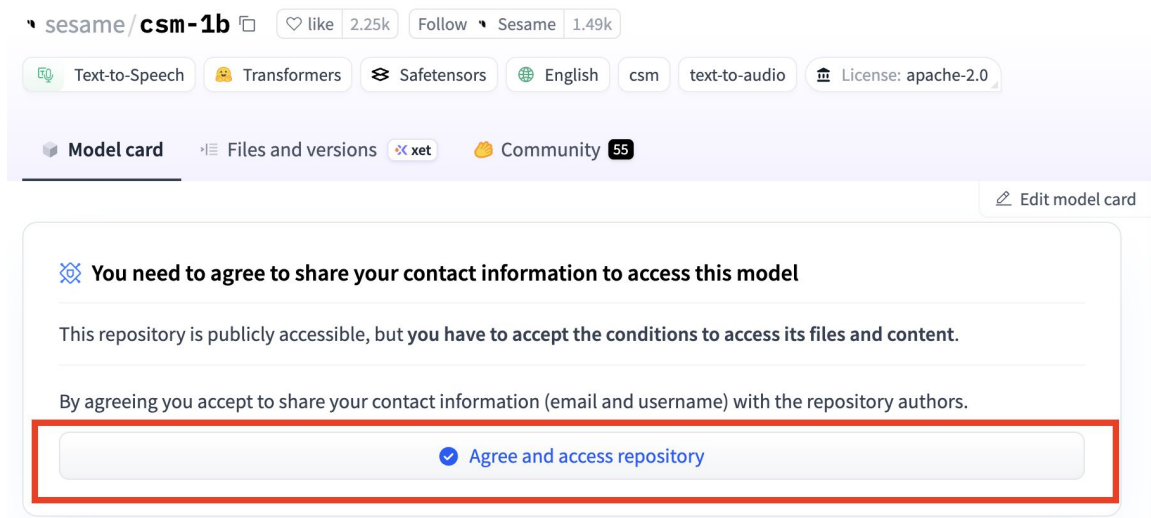 sesame/csm-1b like 2.25k Follow Sesame 1.49k
Text-to-Speech Transformers Safetensors English csm text-to-audio License: apache-2.0
Model card Files and versions xet Community 55
Edit model card
You need to agree to share your contact information to access this model
This repository is publicly accessible, but you have to accept the conditions to access its files and content.
By agreeing you accept to share your contact information (email and username) with the repository authors.
Agree and access repository